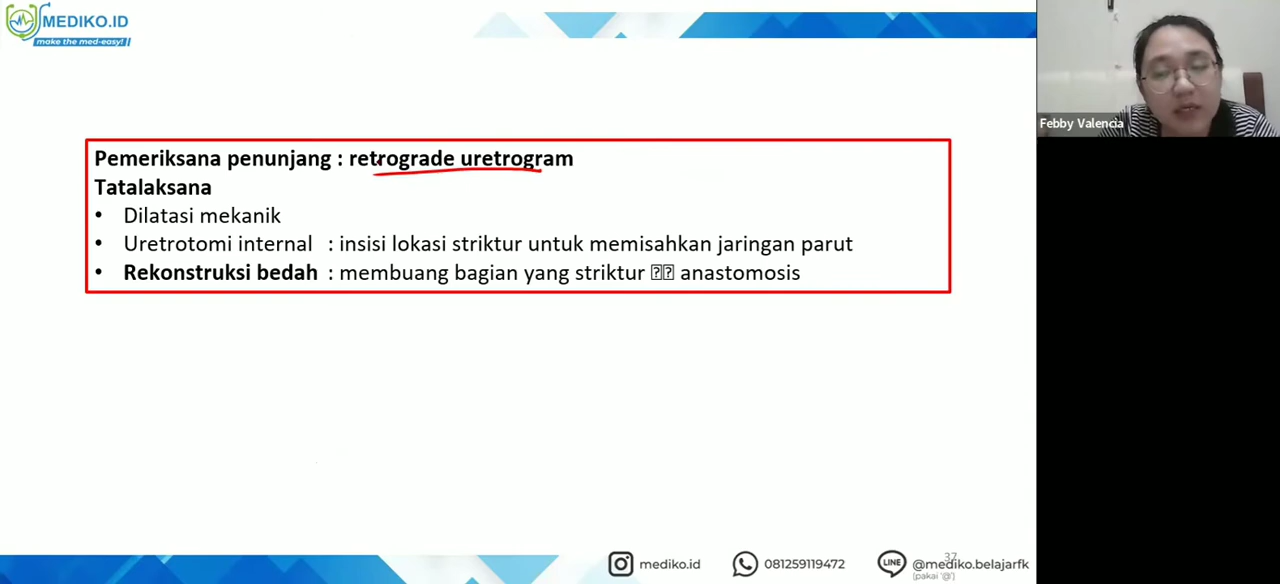 MEDIKO.ID
make the med-easy!
Febby Valencia
Pemeriksana penunjang : retrograde uretrogram
Tatalaksana
• Dilatasi mekanik
• Uretrotomi internal : insisi lokasi striktur untuk memisahkan jaringan parut
• Rekonstruksi bedah : membuang bagian yang striktur anastomosis
mediko.id
081259119472
LINE
@mediko.belajarfk
37
(pakai '@')